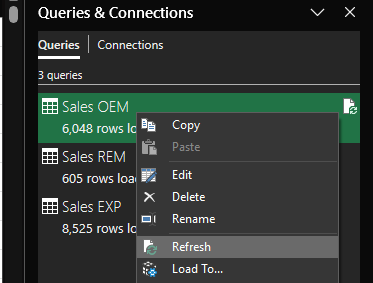 Queries & Connections
Queries Connections
3 queries
Sales OEM
6,048 rows lo
Sales REM
605 rows loa
Sales EXP
8,525 rows lo
Copy
Paste
Edit
Delete
Rename
Refresh
Load To...